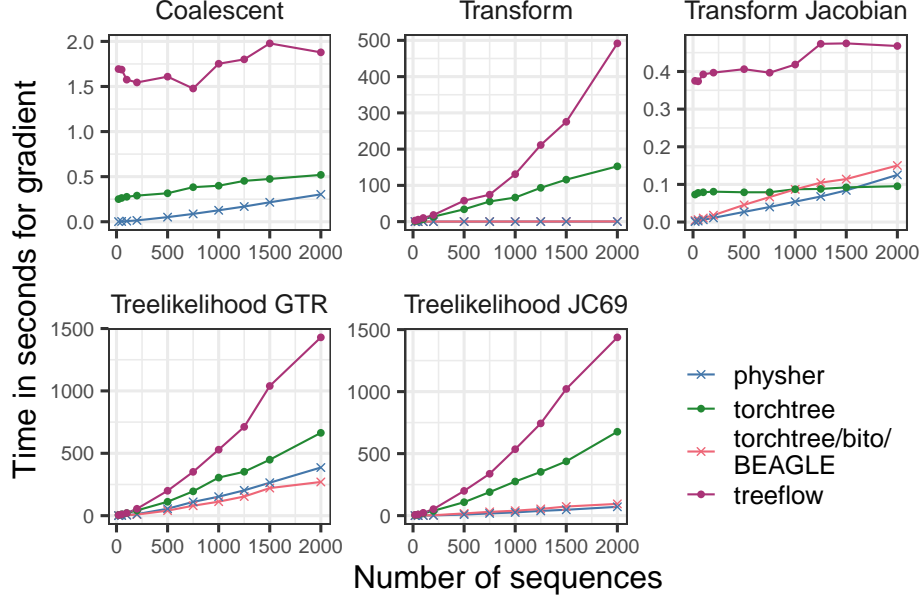 Coalescent Transform Transform Jacobian
2.0 500
0.4
400
1.5
0.3
300
1.0
0.2
200
0.5 0.1
100
0.0 0 0.0
0 500 1000 1500 2000 0 500 1000 1500 2000 0 500 1000 1500 2000
Time in seconds for gradient
Treelikelihood GTR Treelikelihood JC69
1500 1500
1000 1000
500 500
0 0
0 500 1000 1500 2000 0 500 1000 1500 2000
Number of sequences
physher
torchtree
torchtree/bito/
BEAGLE
treeflow